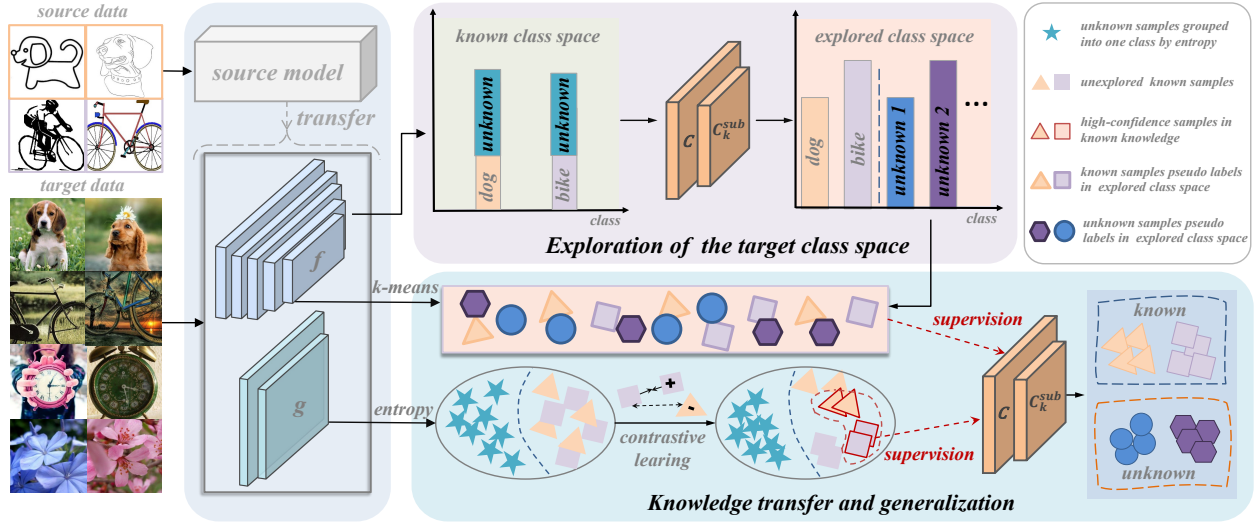 source data
source model
transfer
target data
f
g
known class space
unknown
unknown
dog
bike
class
C
C_k^sub
explored class space
dog
bike
unknown 1
unknown 2
...
class
Exploration of the target class space
unknown samples grouped
into one class by entropy
unexplored known samples
high-confidence samples in
known knowledge
known samples pseudo labels
in explored class space
unknown samples pseudo
labels in explored class space
k-means
supervision
entropy
+
-
contrastive
learing
supervision
C
C_k^sub
known
unknown
Knowledge transfer and generalization